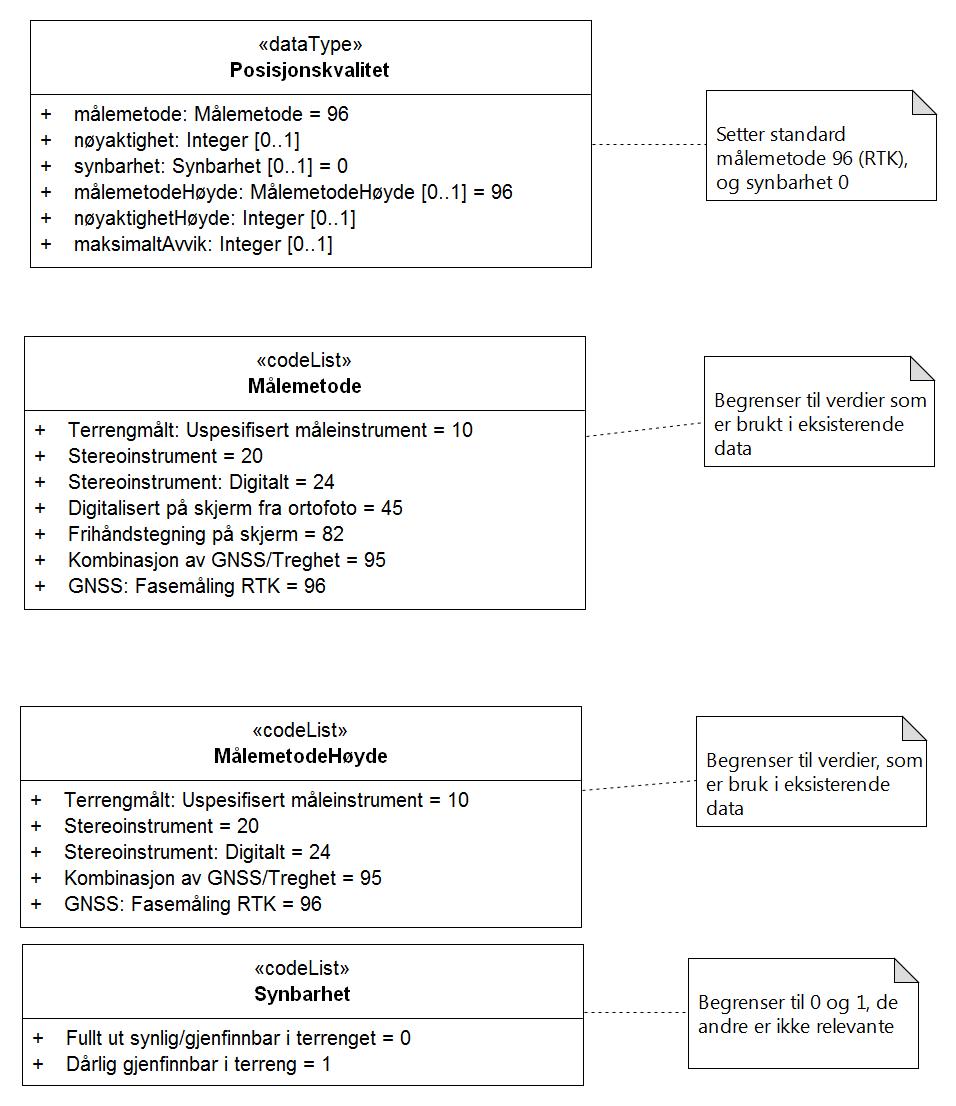 «dataType»
Posisjonskvalitet
+ målemetode: Målemetode = 96
+ nøyaktighet: Integer [0..1]
+ synbarhet: Synbarhet [0..1] = 0
+ målemetodeHøyde: MålemetodeHøyde [0..1] = 96
+ nøyaktighetHøyde: Integer [0..1]
+ maksimaltAvvik: Integer [0..1]
Setter standard
målemetode 96 (RTK),
og synbarhet 0
«codeList»
Målemetode
+ Terrengmålt: Uspesifisert måleinstrument = 10
+ Stereoinstrument = 20
+ Stereoinstrument: Digitalt = 24
+ Digitalisert på skjerm fra ortofoto = 45
+ Frihåndstegning på skjerm = 82
+ Kombinasjon av GNSS/Treghet = 95
+ GNSS: Fasemåling RTK = 96
Begrenser til verdier som
er brukt i eksisterende
data
«codeList»
MålemetodeHøyde
+ Terrengmålt: Uspesifisert måleinstrument = 10
+ Stereoinstrument = 20
+ Stereoinstrument: Digitalt = 24
+ Kombinasjon av GNSS/Treghet = 95
+ GNSS: Fasemåling RTK = 96
Begrenser til verdier, som
er bruk i eksisterende
data
«codeList»
Synbarhet
+ Fullt ut synlig/gjenfinnbar i terrenget = 0
+ Dårlig gjenfinnbar i terreng = 1
Begrenser til 0 og 1, de
andre er ikke relevante